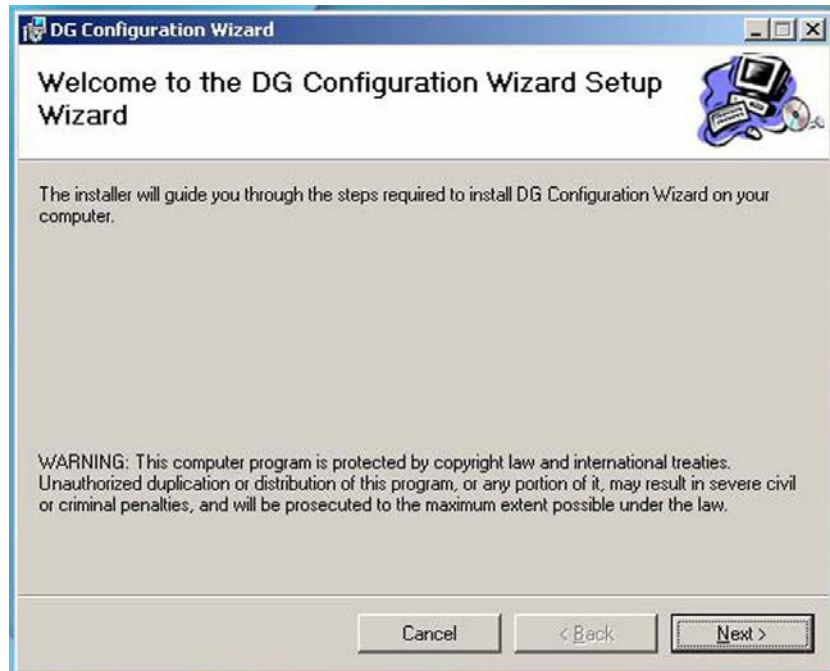 DG Configuration Wizard
Welcome to the DG Configuration Wizard Setup
Wizard
The installer will guide you through the steps required to install DG Configuration Wizard on your
computer.
WARNING: This computer program is protected by copyright law and international treaties.
Unauthorized duplication or distribution of this program, or any portion of it, may result in severe civil
or criminal penalties, and will be prosecuted to the maximum extent possible under the law.
Cancel < Back Next >